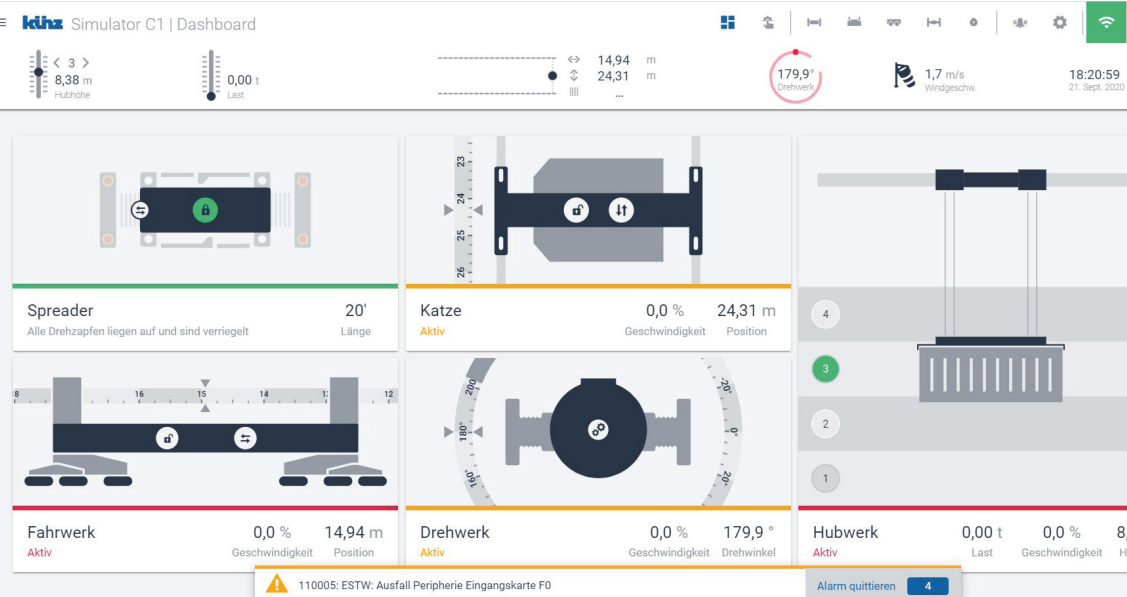 künz Simulator C1 | Dashboard
3
8,38 m
Hubhöhe
0,00 t
Last
14,94 m
24,31 m
...
179,9°
Drehwerk
1,7 m/s
Windgeschw.
18:20:59
21. Sept. 2020
Spreader 20'
Alle Drehzapfen liegen auf und sind verriegelt Länge
23
24
25
26
Katze 0,0 % 24,31 m
Aktiv Geschwindigkeit Position
4
3
2
1
8 16 15 14 1: 12
Fahrwerk 0,0 % 14,94 m
Aktiv Geschwindigkeit Position
200
180°
160°
-20°
-0°
20°
Drehwerk 0,0 % 179,9 °
Aktiv Geschwindigkeit Drehwinkel
Hubwerk 0,00 t 0,0 % 8,
Aktiv Last Geschwindigkeit H
110005: ESTW: Ausfall Peripherie Eingangskarte F0 Alarm quittieren 4